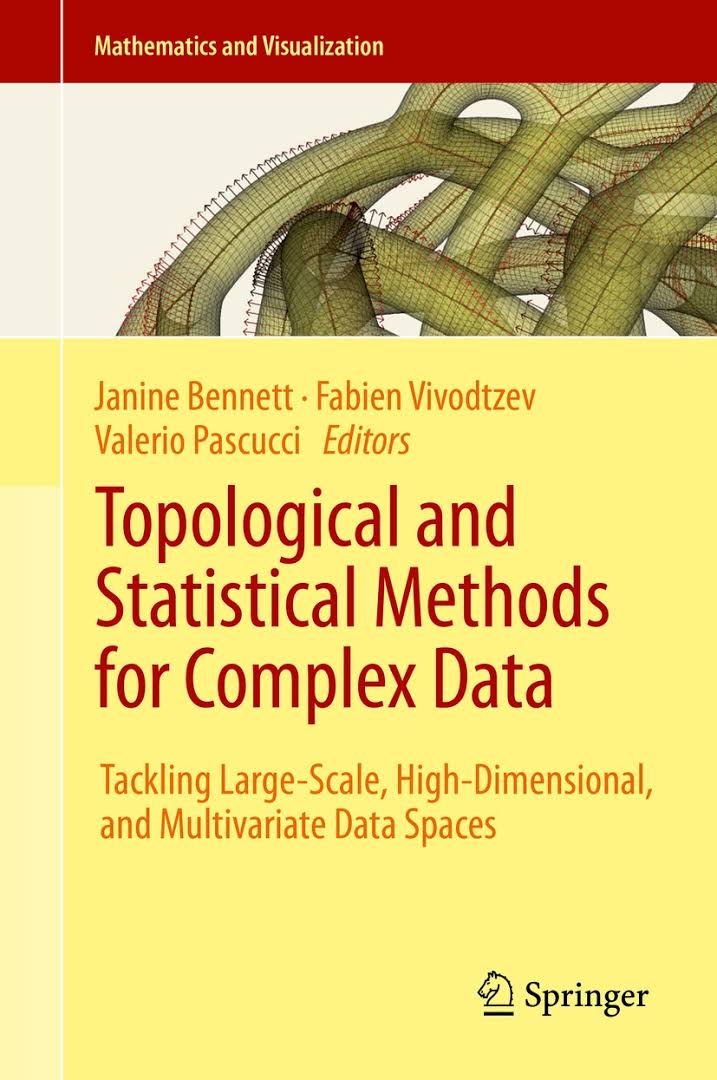 Mathematics and Visualization
Janine Bennett · Fabien Vivodtzev
Valerio Pascucci Editors
Topological and
Statistical Methods
for Complex Data
Tackling Large-Scale, High-Dimensional,
and Multivariate Data Spaces
Springer